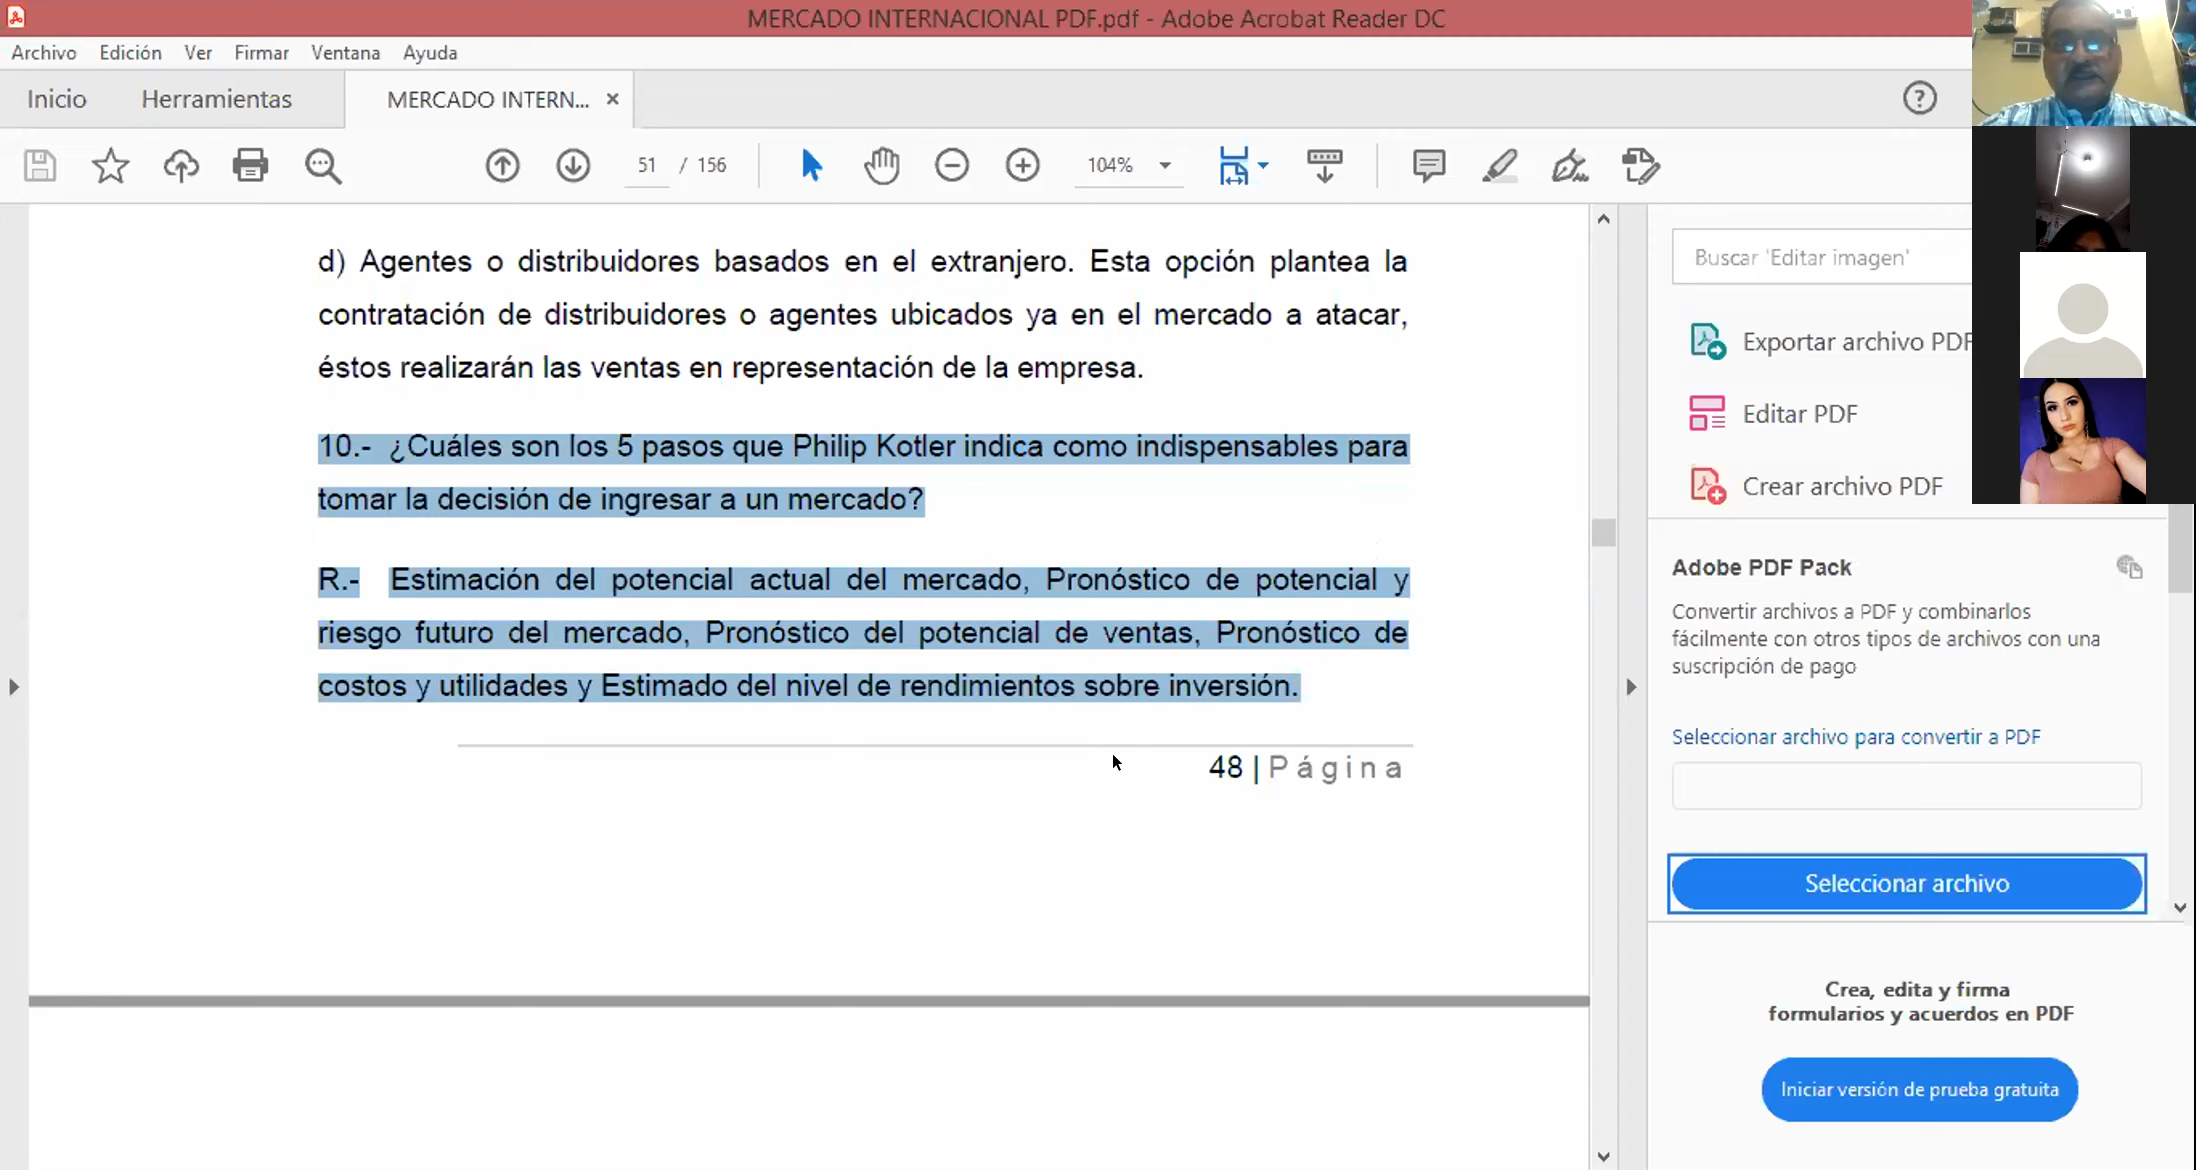 MERCADO INTERNACIONAL PDF.pdf - Adobe Acrobat Reader DC
Archivo Edición Ver Firmar Ventana Ayuda
Inicio Herramientas MERCADO INTERN... ×
51 / 156 104%
d) Agentes o distribuidores basados en el extranjero. Esta opción plantea la
contratación de distribuidores o agentes ubicados ya en el mercado a atacar,
éstos realizarán las ventas en representación de la empresa.
10.- ¿Cuáles son los 5 pasos que Philip Kotler indica como indispensables para
tomar la decisión de ingresar a un mercado?
R.- Estimación del potencial actual del mercado, Pronóstico de potencial y
riesgo futuro del mercado, Pronóstico del potencial de ventas, Pronóstico de
costos y utilidades y Estimado del nivel de rendimientos sobre inversión.
48 | Página
Buscar 'Editar imagen'
Exportar archivo PDF
Editar PDF
Crear archivo PDF
Adobe PDF Pack
Convertir archivos a PDF y combinarlos
fácilmente con otros tipos de archivos con una
suscripción de pago
Seleccionar archivo para convertir a PDF
Seleccionar archivo
Crea, edita y firma
formularios y acuerdos en PDF
Iniciar versión de prueba gratuita